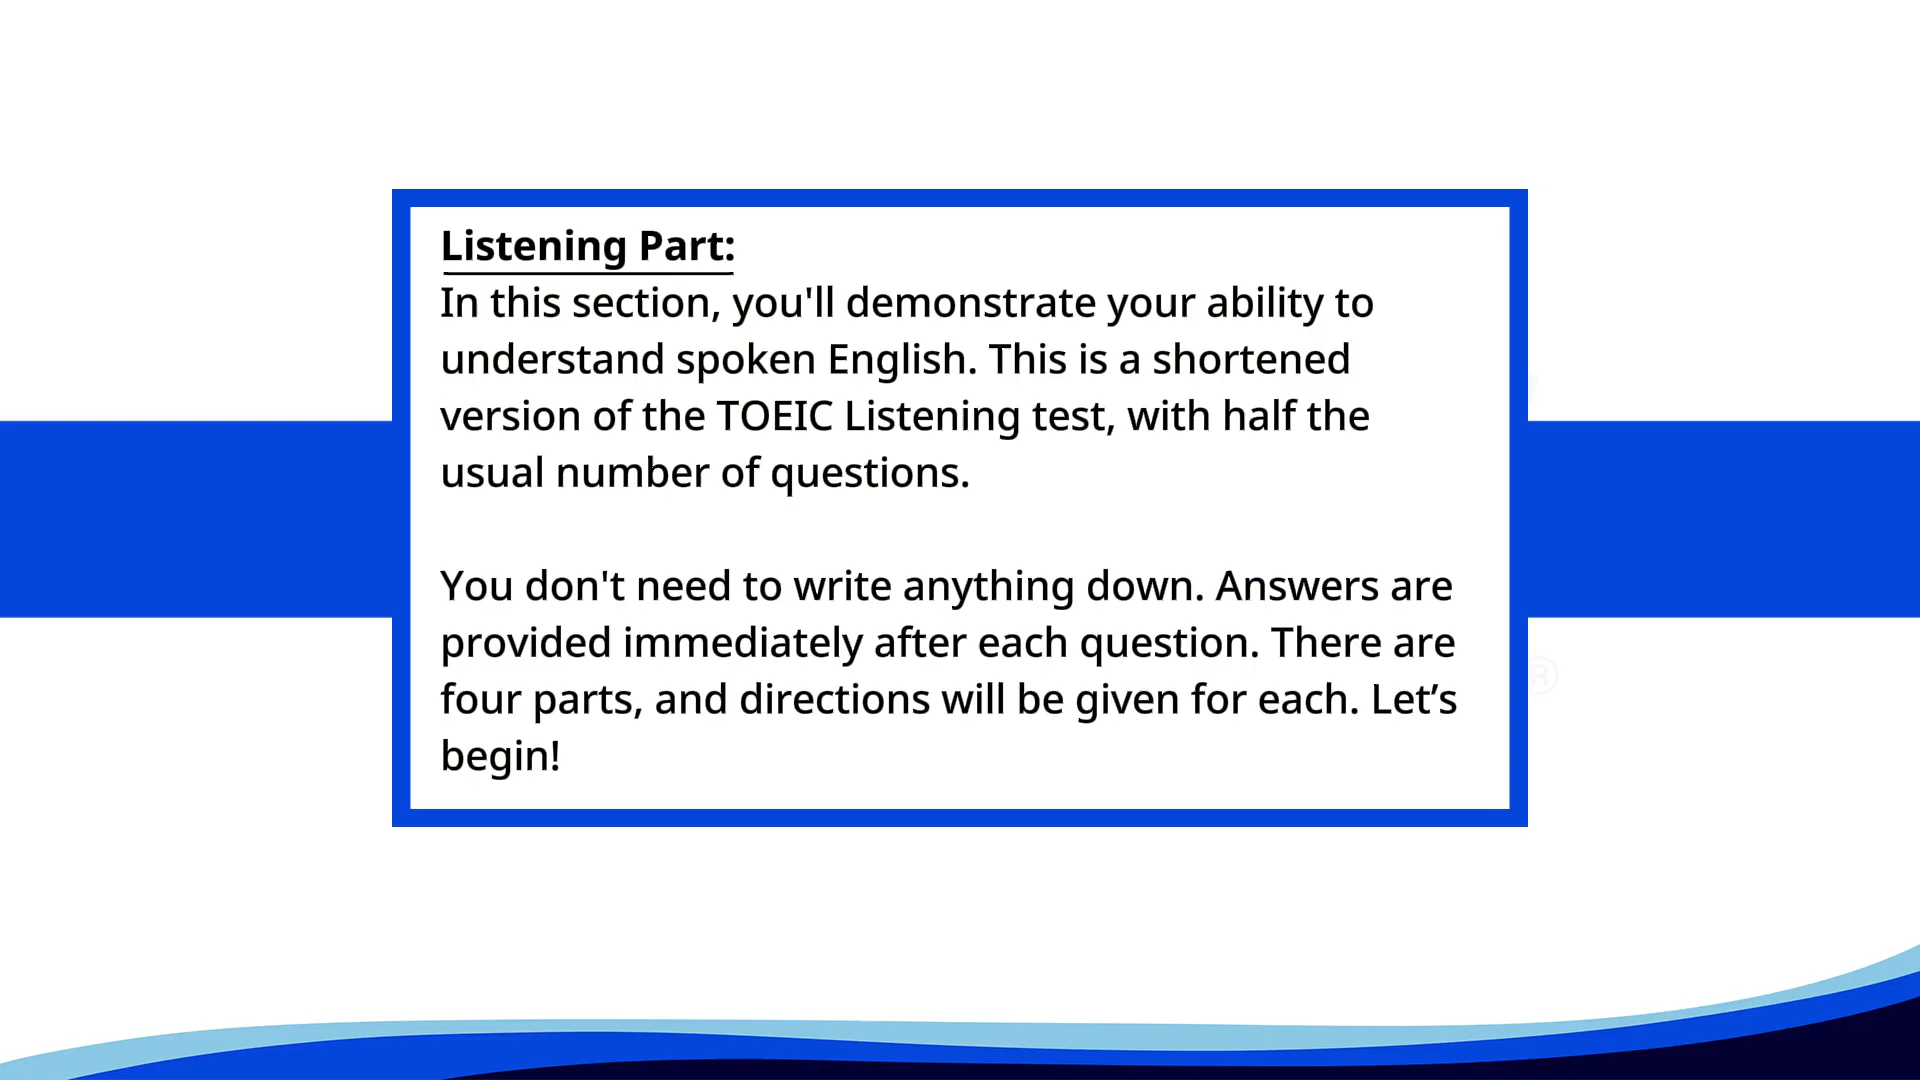 Listening Part:
In this section, you'll demonstrate your ability to
understand spoken English. This is a shortened
version of the TOEIC Listening test, with half the
usual number of questions.
You don't need to write anything down. Answers are
provided immediately after each question. There are
four parts, and directions will be given for each. Let’s
begin!
®